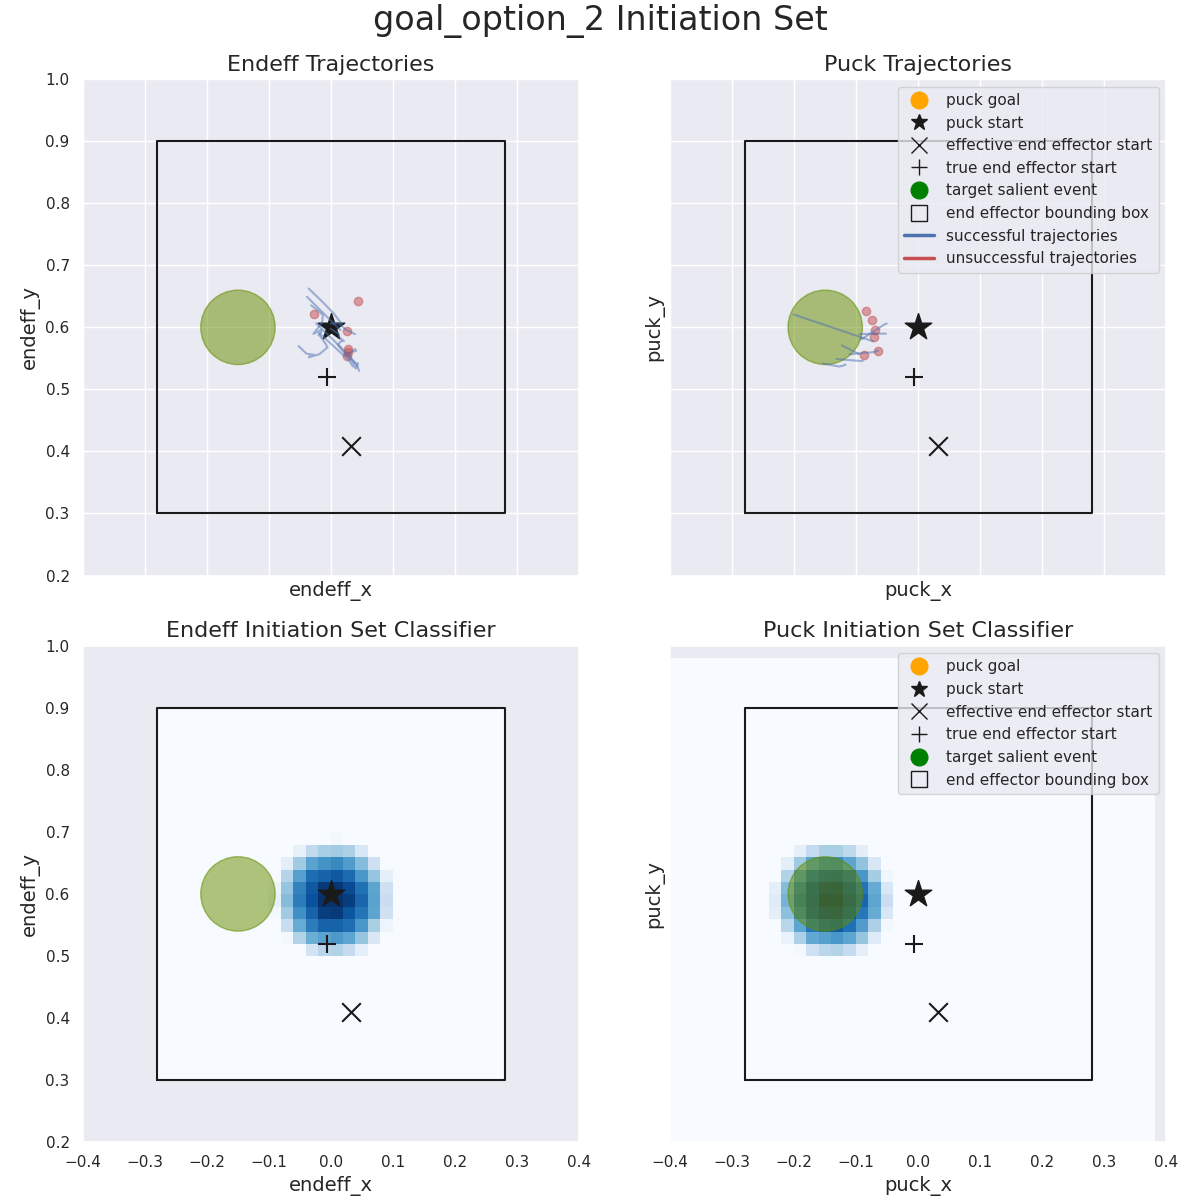 goal_option_2 Initiation Set
Endeff Trajectories
Puck Trajectories
1.0
0.9
0.8
0.7
0.6
0.5
0.4
0.3
0.2
endeff_y
endeff_x
puck_y
puck_x
puck goal
puck start
effective end effector start
true end effector start
target salient event
end effector bounding box
successful trajectories
unsuccessful trajectories
Endeff Initiation Set Classifier
Puck Initiation Set Classifier
1.0
0.9
0.8
0.7
0.6
0.5
0.4
0.3
0.2
endeff_y
−0.4 −0.3 −0.2 −0.1 0.0 0.1 0.2 0.3 0.4
endeff_x
puck_y
puck goal
puck start
effective end effector start
true end effector start
target salient event
end effector bounding box
−0.4 −0.3 −0.2 −0.1 0.0 0.1 0.2 0.3 0.4
puck_x